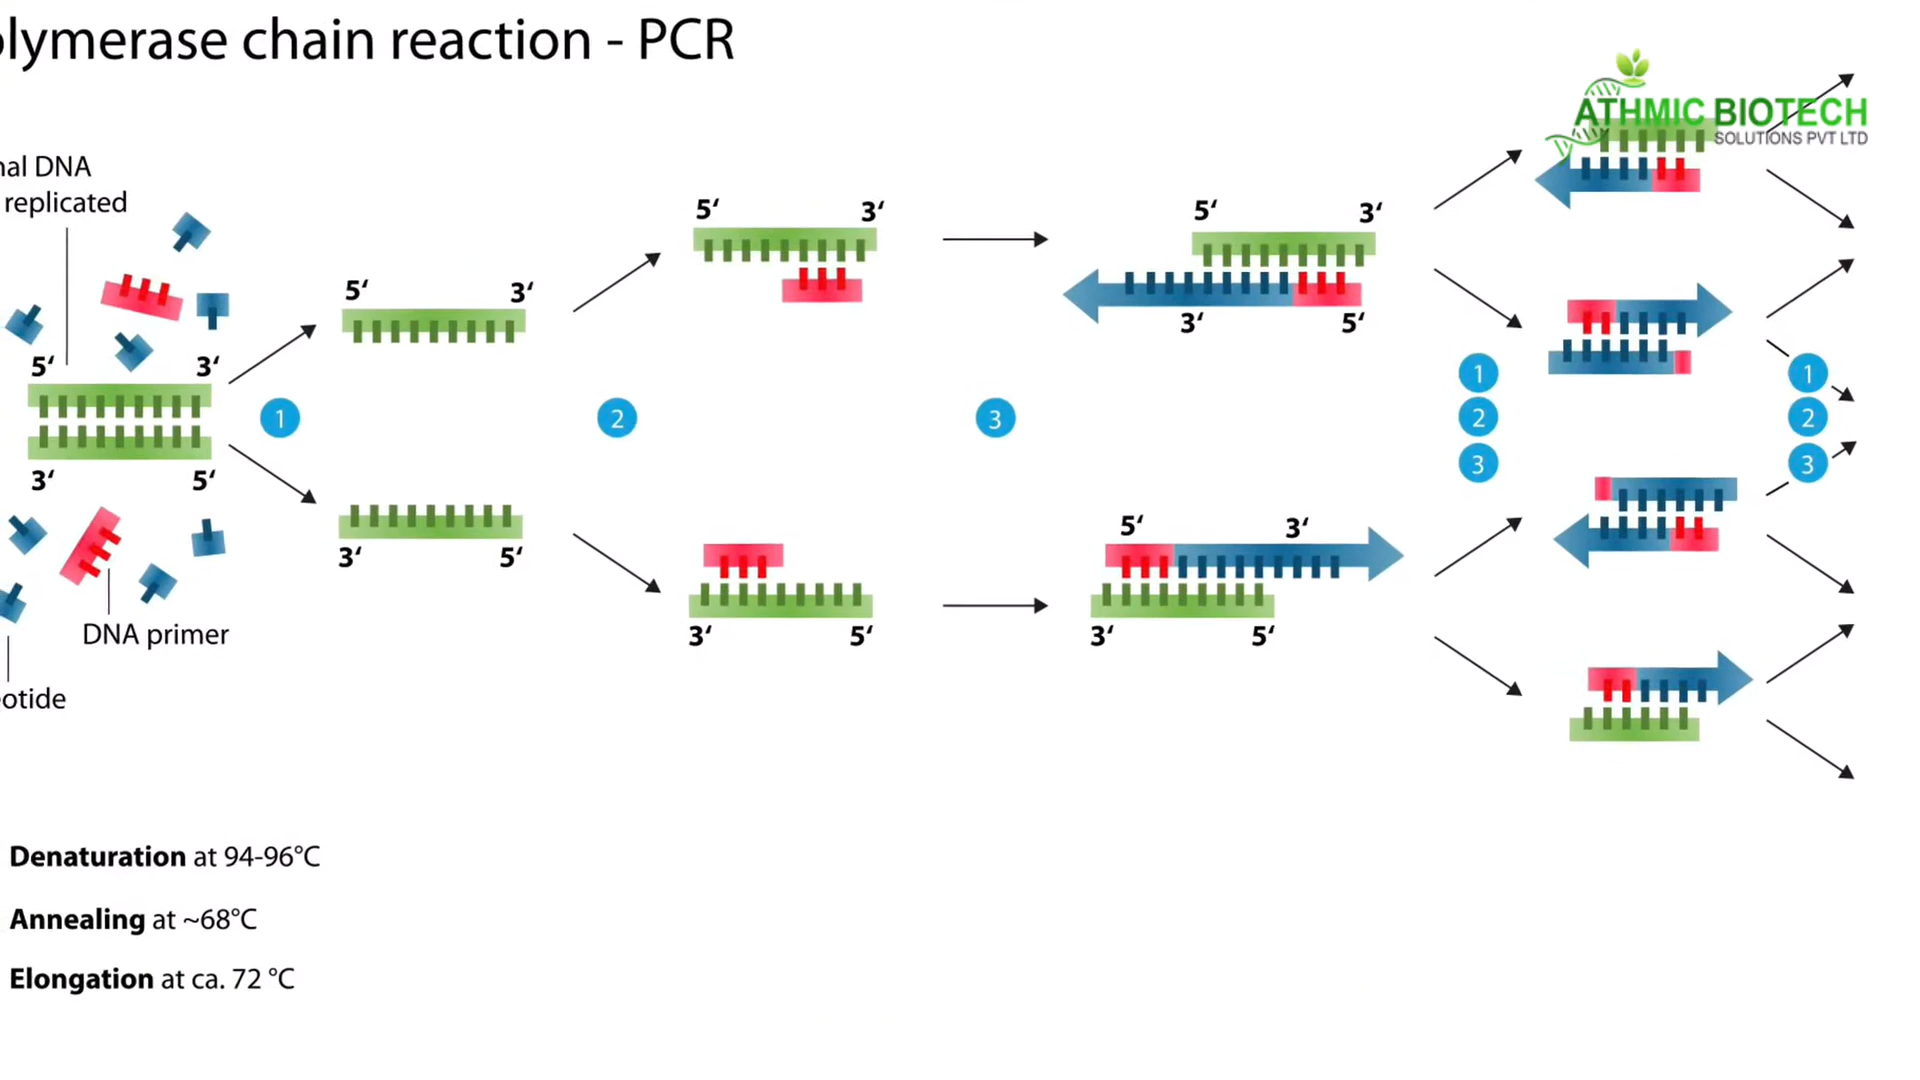 olymerase chain reaction - PCR
ATHMIC BIOTECH
SOLUTIONS PVT LTD
nal DNA
replicated
5‘ 3‘
5‘ 3‘
5‘ 3‘
5‘ 3‘
3‘ 5‘
1
2
3
1
2
3
1
2
3
3‘ 5‘
3‘ 5‘
5‘ 3‘
3‘ 5‘
3‘ 5‘
DNA primer
otide
Denaturation at 94-96°C
Annealing at ~68°C
Elongation at ca. 72 °C